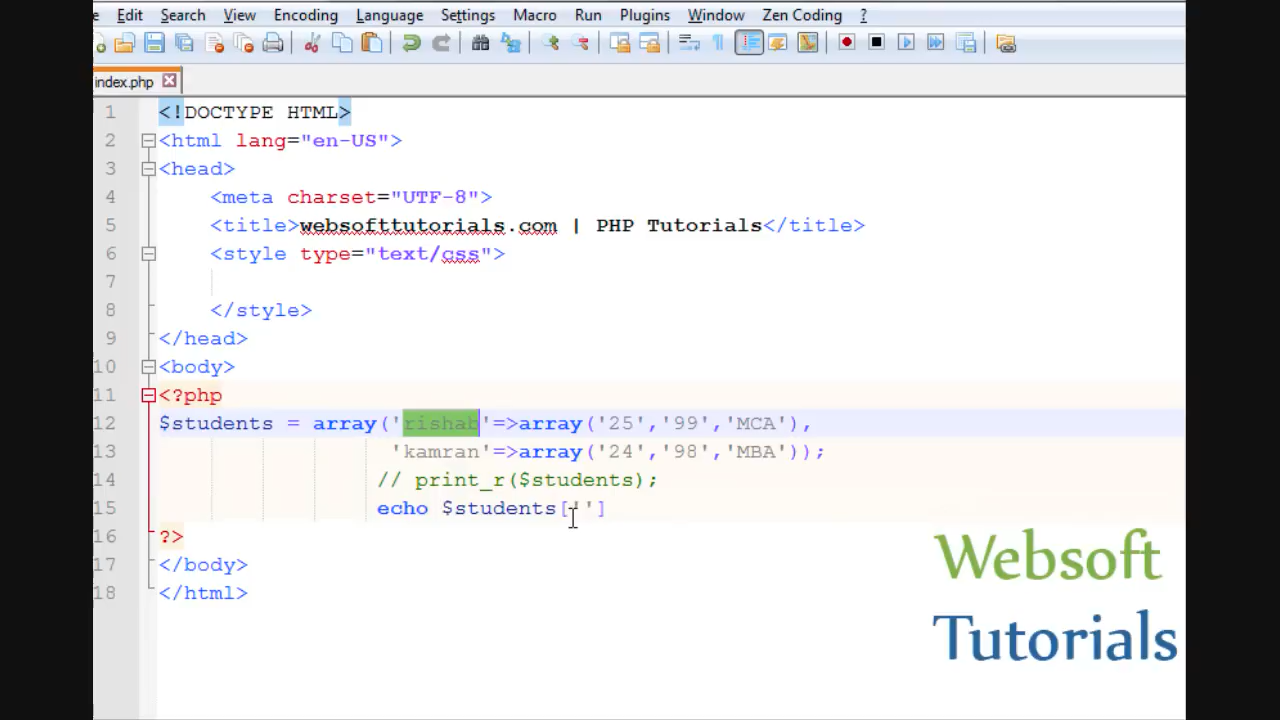 Edit Search View Encoding Language Settings Macro Run Plugins Window Zen Coding ?
index.php
1 <!DOCTYPE HTML>
2 <html lang="en-US">
3 <head>
4 <meta charset="UTF-8">
5 <title>websofttutorials.com | PHP Tutorials</title>
6 <style type="text/css">
7
8 </style>
9 </head>
10 <body>
11 <?php
12 $students = array('rishab'=>array('25','99','MCA'),
13 'kamran'=>array('24','98','MBA'));
14 // print_r($students);
15 echo $students['']
16 ?>
17 </body>
18 </html>
Websoft
Tutorials